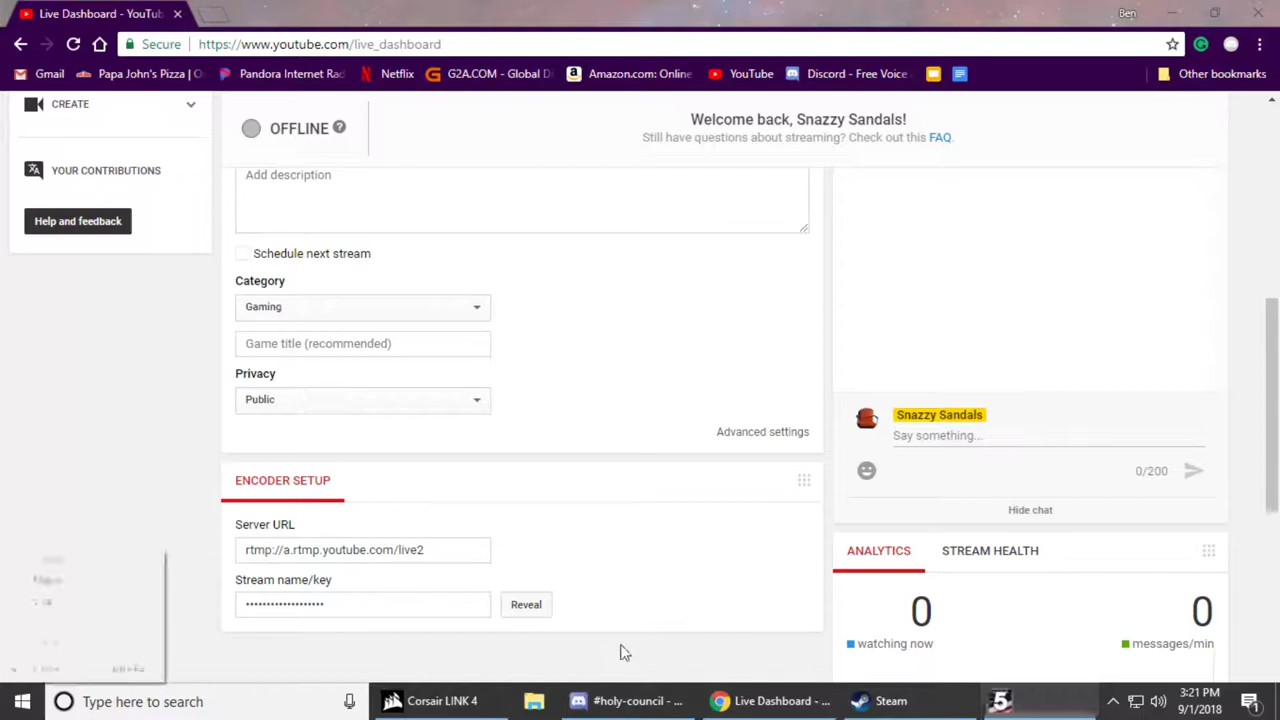 Live Dashboard - YouTub
Ben
Secure
https://www.youtube.com/live_dashboard
Gmail
Papa John's Pizza | O
Pandora Internet Rad
Netflix
G2A.COM - Global Di
Amazon.com: Online
YouTube
Discord - Free Voice
Other bookmarks
CREATE
YOUR CONTRIBUTIONS
Help and feedback
OFFLINE
Welcome back, Snazzy Sandals!
Still have questions about streaming? Check out this FAQ.
Add description
Schedule next stream
Category
Gaming
Game title (recommended)
Privacy
Public
Advanced settings
ENCODER SETUP
Server URL
rtmp://a.rtmp.youtube.com/live2
Stream name/key
•••••••••••••••••••
Reveal
Snazzy Sandals
Say something...
0/200
Hide chat
ANALYTICS
STREAM HEALTH
0
0
watching now
messages/min
Type here to search
Corsair LINK 4
#holy-council - ...
Live Dashboard - ...
Steam
5
3:21 PM
9/1/2018
1